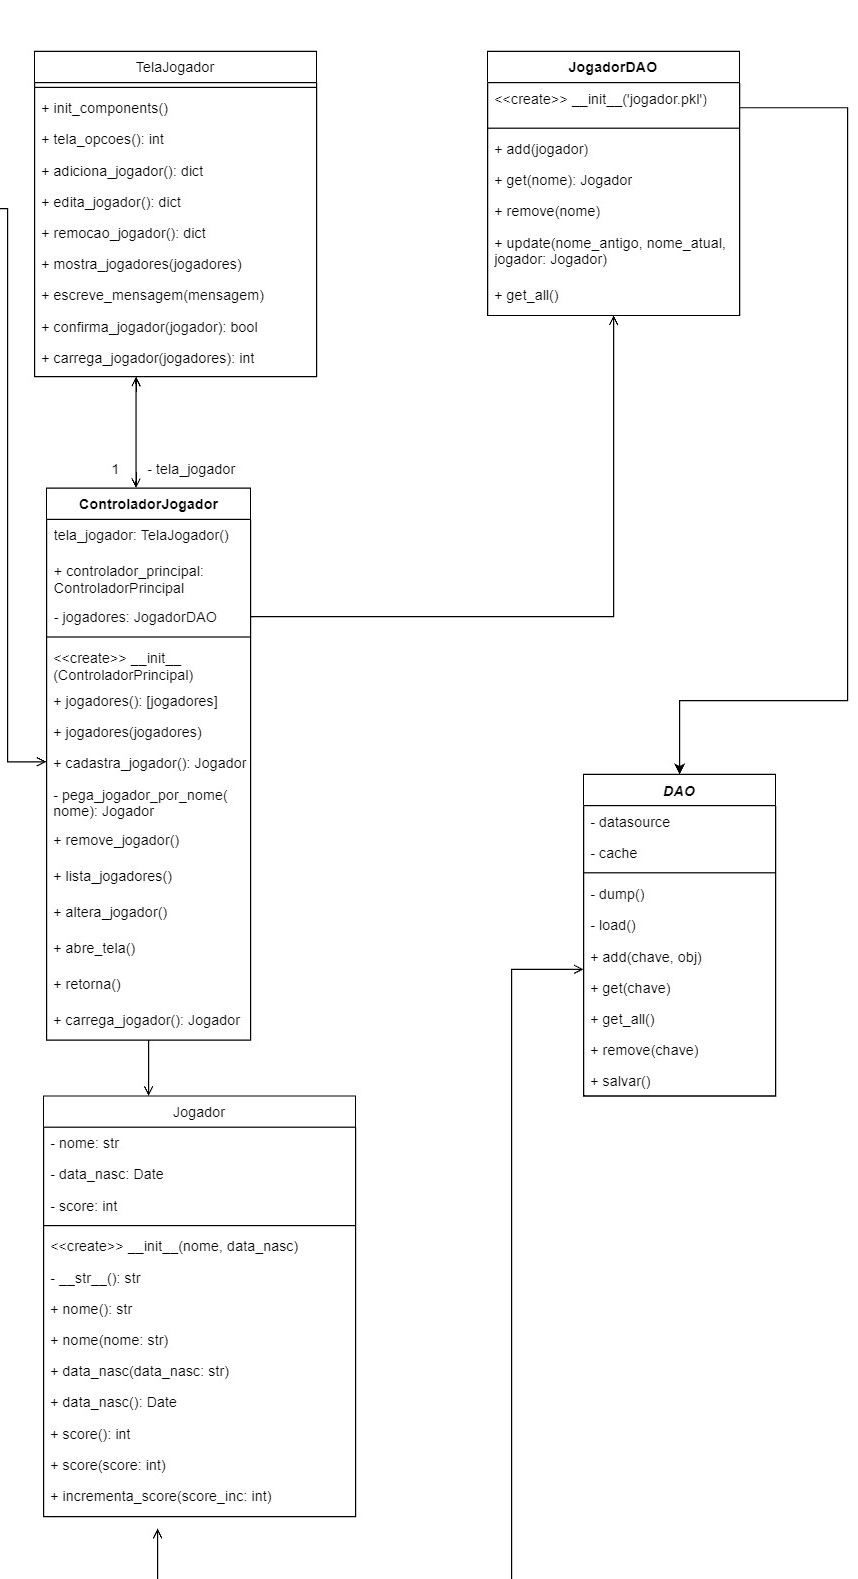 TelaJogador
+ init_components()
+ tela_opcoes(): int
+ adiciona_jogador(): dict
+ edita_jogador(): dict
+ remocao_jogador(): dict
+ mostra_jogadores(jogadores)
+ escreve_mensagem(mensagem)
+ confirma_jogador(jogador): bool
+ carrega_jogador(jogadores): int
JogadorDAO
<<create>> __init__('jogador.pkl')
+ add(jogador)
+ get(nome): Jogador
+ remove(nome)
+ update(nome_antigo, nome_atual,
jogador: Jogador)
+ get_all()
1 - tela_jogador
ControladorJogador
tela_jogador: TelaJogador()
+ controlador_principal:
ControladorPrincipal
- jogadores: JogadorDAO
<<create>> __init__
(ControladorPrincipal)
+ jogadores(): [jogadores]
+ jogadores(jogadores)
+ cadastra_jogador(): Jogador
- pega_jogador_por_nome(
nome): Jogador
+ remove_jogador()
+ lista_jogadores()
+ altera_jogador()
+ abre_tela()
+ retorna()
+ carrega_jogador(): Jogador
DAO
- datasource
- cache
- dump()
- load()
+ add(chave, obj)
+ get(chave)
+ get_all()
+ remove(chave)
+ salvar()
Jogador
- nome: str
- data_nasc: Date
- score: int
<<create>> __init__(nome, data_nasc)
- __str__(): str
+ nome(): str
+ nome(nome: str)
+ data_nasc(data_nasc: str)
+ data_nasc(): Date
+ score(): int
+ score(score: int)
+ incrementa_score(score_inc: int)